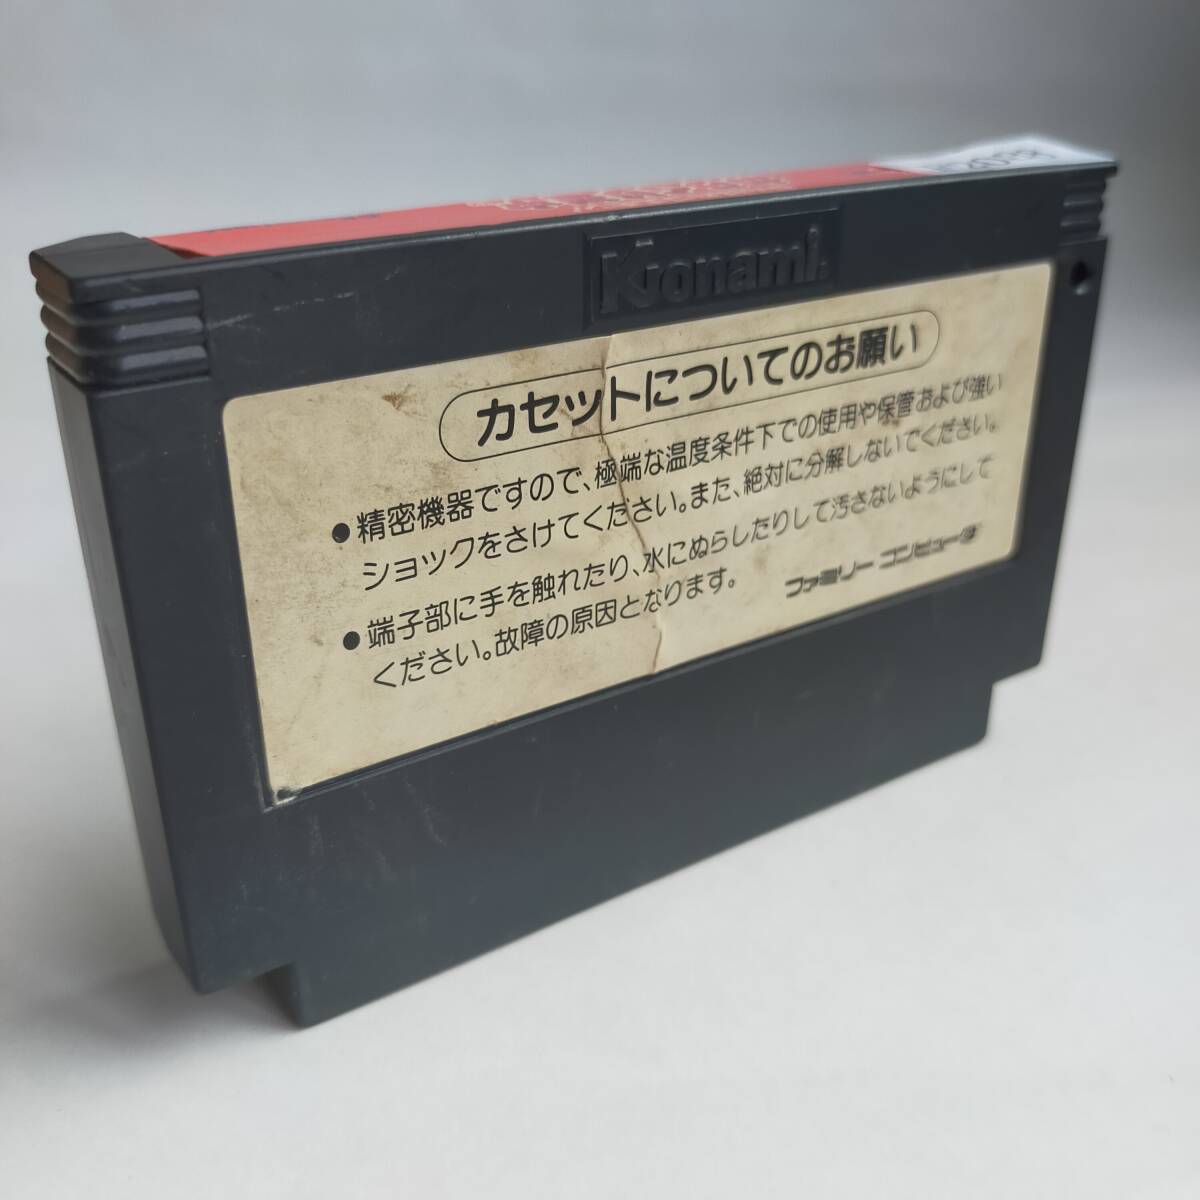 Konami
カセットについてのお願い
●精密機器ですので、極端な温度条件下での使用や保管および強い
ショックをさけてください。また、絶対に分解しないでください。
●端子部に手を触れたり、水にぬらしたりして汚さないようにして
ください。故障の原因となります。
ファミリー コンピュータ